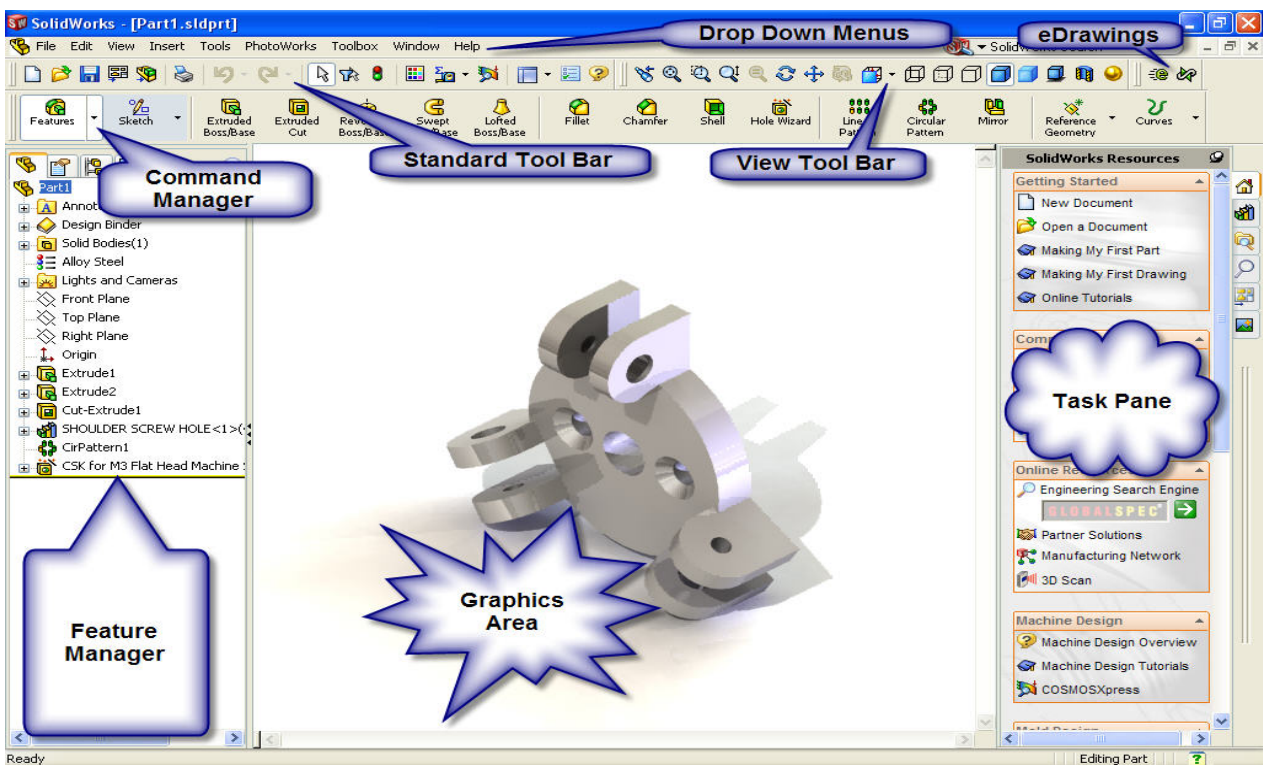 SolidWorks - [Part1.sldprt]
Drop Down Menus
eDrawings
File Edit View Insert Tools PhotoWorks Toolbox Window Help
Features
Sketch
Extruded
Boss/Base
Extruded
Cut
Boss/Base
Swept
Lofted
Boss/Base
Fillet
Chamfer
Shell
Hole Wizard
Circular
Pattern
Mirror
Reference
Geometry
Curves
Standard Tool Bar
View Tool Bar
Command
Manager
Part1
Design Binder
Solid Bodies(1)
Alloy Steel
Lights and Cameras
Front Plane
Top Plane
Right Plane
Origin
Extrude1
Extrude2
Cut-Extrude1
SHOULDER SCREW HOLE<1>(
CirPattern1
CSK for M3 Flat Head Machine
Feature
Manager
Graphics
Area
SolidWorks Resources
Getting Started
New Document
Open a Document
Making My First Part
Making My First Drawing
Online Tutorials
Task Pane
Online
Engineering Search Engine
GLOBALSPEC
Partner Solutions
Manufacturing Network
3D Scan
Machine Design
Machine Design Overview
Machine Design Tutorials
COSMOSXpress
Ready
Editing Part